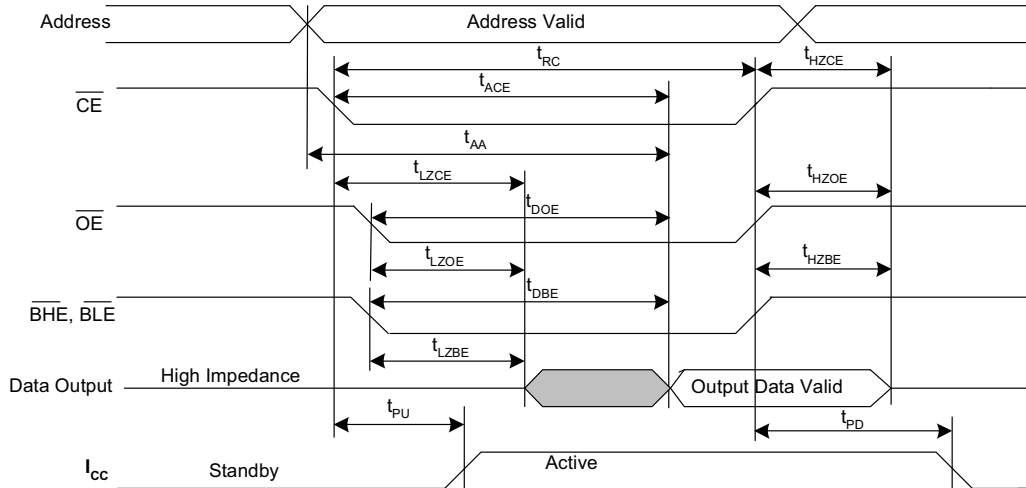 Address
Address Valid
tRC
tHZCE
tACE
CE
tAA
tLZCE
tHZOE
tDOE
OE
tLZOE
tHZBE
tDBE
BHE, BLE
tLZBE
Data Output
High Impedance
Output Data Valid
tPU
tPD
ICC
Standby
Active